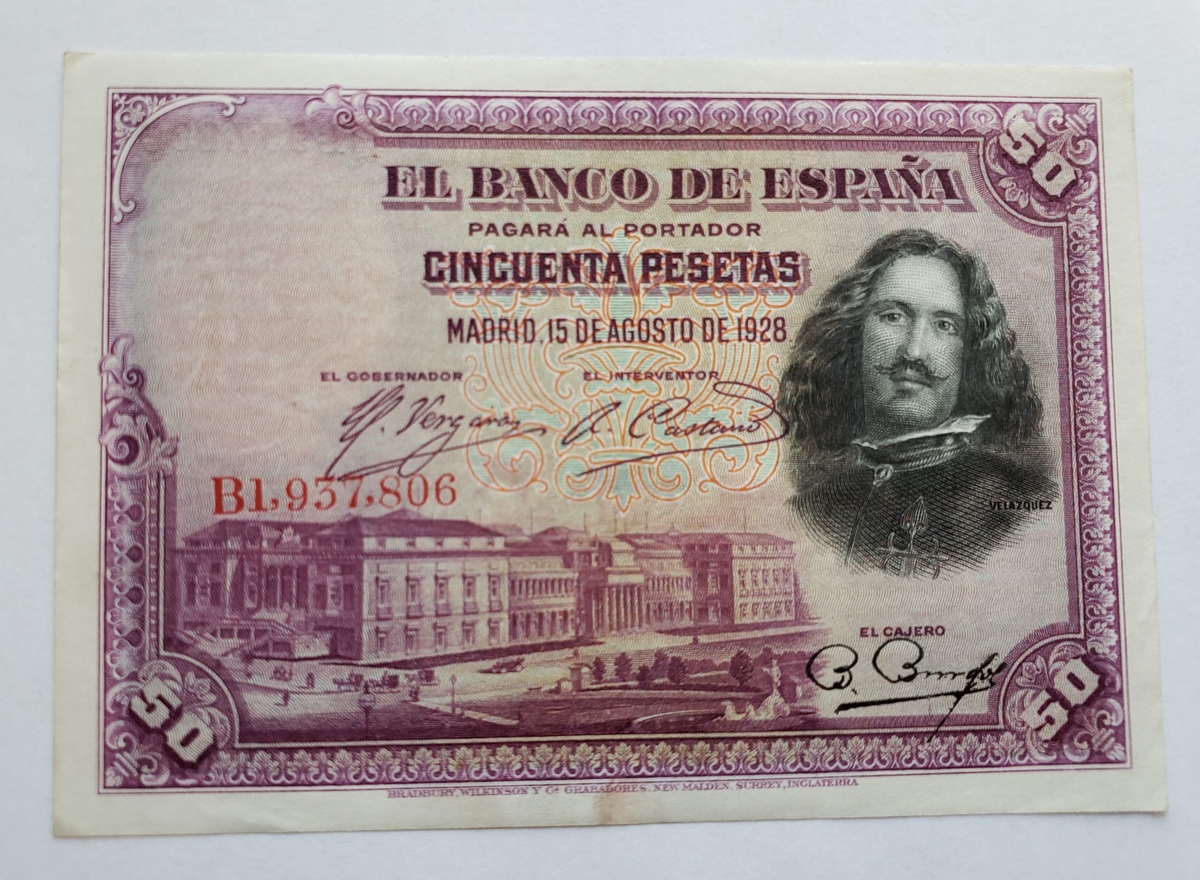 50
EL BANCO DE ESPAÑA
PAGARÁ AL PORTADOR
CINCUENTA PESETAS
MADRID, 15 DE AGOSTO DE 1928.
EL GOBERNADOR EL INTERVENTOR
Vergara
B1,937,806
VELAZQUEZ
EL CAJERO
50 50
BRADBURY, WILKINSON Y Cª GRABADORES. NEW MALDEN, SURREY, INGLATERRA